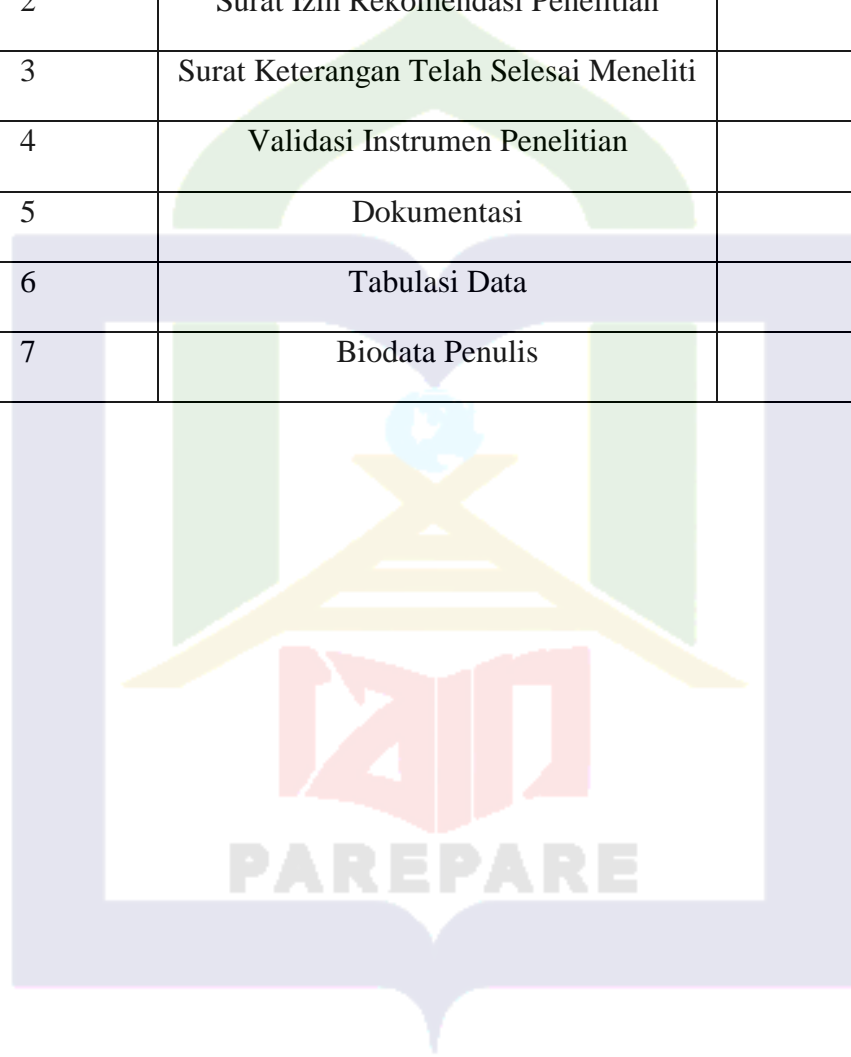 2 Surat Izin Rekomendasi Penelitian
3 Surat Keterangan Telah Selesai Meneliti
4 Validasi Instrumen Penelitian
5 Dokumentasi
6 Tabulasi Data
7 Biodata Penulis
iain
PAREPARE